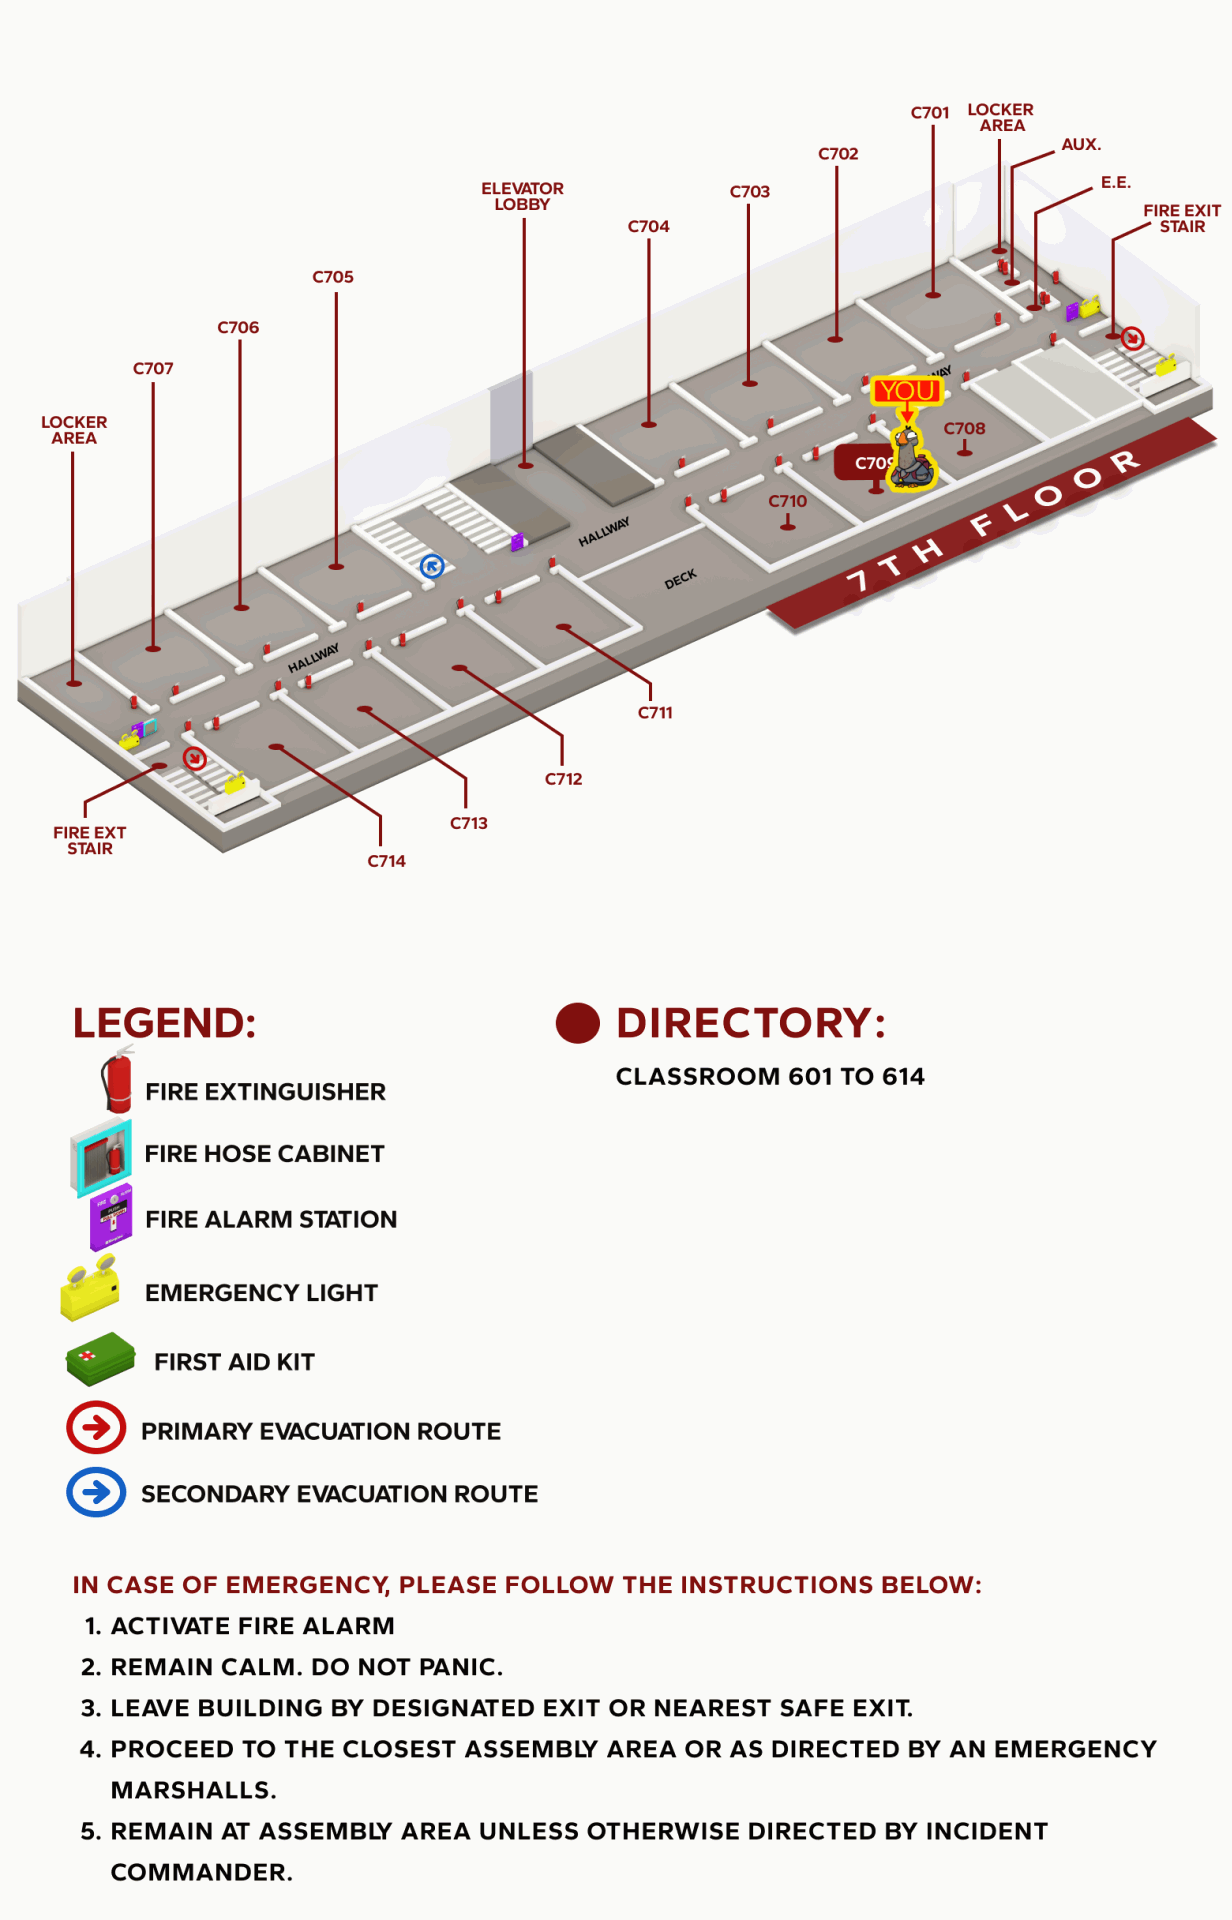 C701
LOCKER
AREA
C702
AUX.
E.E.
C703
ELEVATOR
LOBBY
FIRE EXIT
STAIR
C704
C705
C706
C707
LOCKER
AREA
YOU
C708
C710
7TH FLOOR
HALLWAY
DECK
HALLWAY
C711
C712
C713
FIRE EXT
STAIR
C714
LEGEND:
FIRE EXTINGUISHER
FIRE HOSE CABINET
FIRE ALARM STATION
EMERGENCY LIGHT
FIRST AID KIT
PRIMARY EVACUATION ROUTE
SECONDARY EVACUATION ROUTE
DIRECTORY:
CLASSROOM 601 TO 614
IN CASE OF EMERGENCY, PLEASE FOLLOW THE INSTRUCTIONS BELOW:
1. ACTIVATE FIRE ALARM
2. REMAIN CALM. DO NOT PANIC.
3. LEAVE BUILDING BY DESIGNATED EXIT OR NEAREST SAFE EXIT.
4. PROCEED TO THE CLOSEST ASSEMBLY AREA OR AS DIRECTED BY AN EMERGENCY
MARSHALLS.
5. REMAIN AT ASSEMBLY AREA UNLESS OTHERWISE DIRECTED BY INCIDENT
COMMANDER.